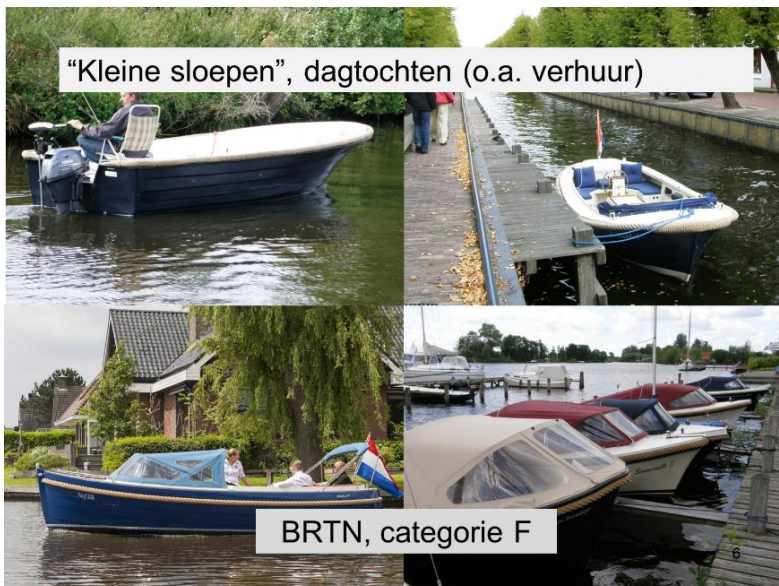 “Kleine sloepen”, dagtochten (o.a. verhuur)
BRTN, categorie F
6